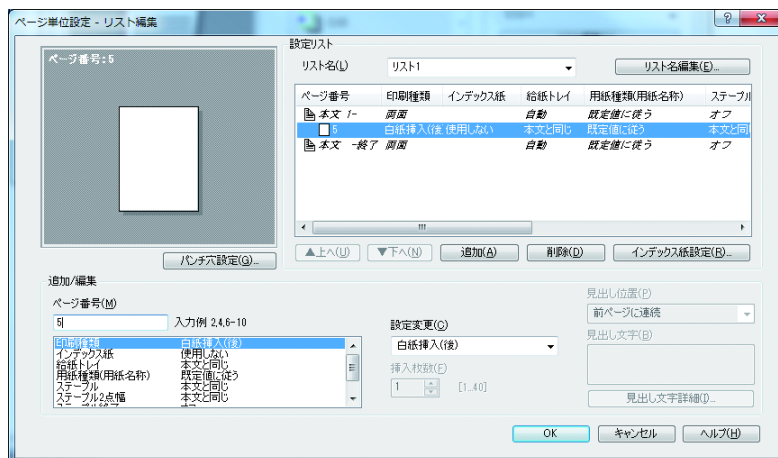 ページ単位設定 - リスト編集
ページ番号:5
パンチ穴設定(G)...
設定リスト
リスト名(L)
リスト1
リスト名編集(E)...
ページ番号 印刷種類 インデックス紙 給紙トレイ 用紙種類(用紙名称) ステープル
本文 1- 両面 自動 既定値に従う オフ
5 白紙挿入(後 使用しない 本文と同じ 既定値に従う 本文と同
本文 -終了 両面 自動 既定値に従う オフ
▲上へ(U) ▼下へ(N) 追加(A) 削除(D) インデックス紙設定(R)...
追加/編集
ページ番号(M)
5 入力例 2,4,6-10
印刷種類 白紙挿入(後)
インデックス紙 使用しない
給紙トレイ 本文と同じ
用紙種類(用紙名称) 既定値に従う
ステープル 本文と同じ
ステープル2点幅 本文と同じ
設定変更(C)
白紙挿入(後)
挿入枚数(F)
1 [1..40]
見出し位置(P)
前ページに連続
見出し文字(B)
見出し文字詳細(I)...
OK キャンセル ヘルプ(H)